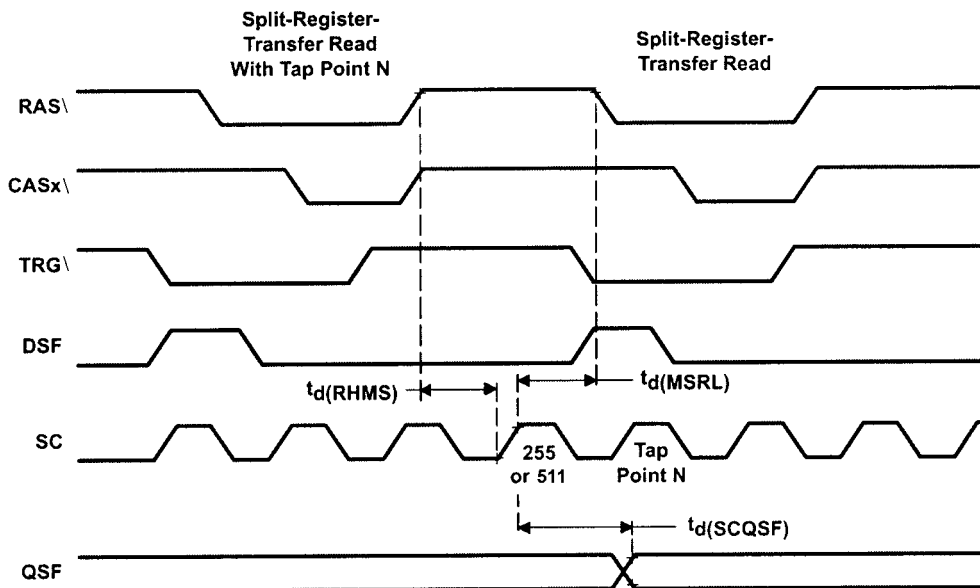 Split-Register-
Transfer Read
With Tap Point N
Split-Register-
Transfer Read
RAS\
CASx\
TRG\
DSF
td(RHMS)
td(MSRL)
SC
255
or 511
Tap
Point N
td(SCQSF)
QSF